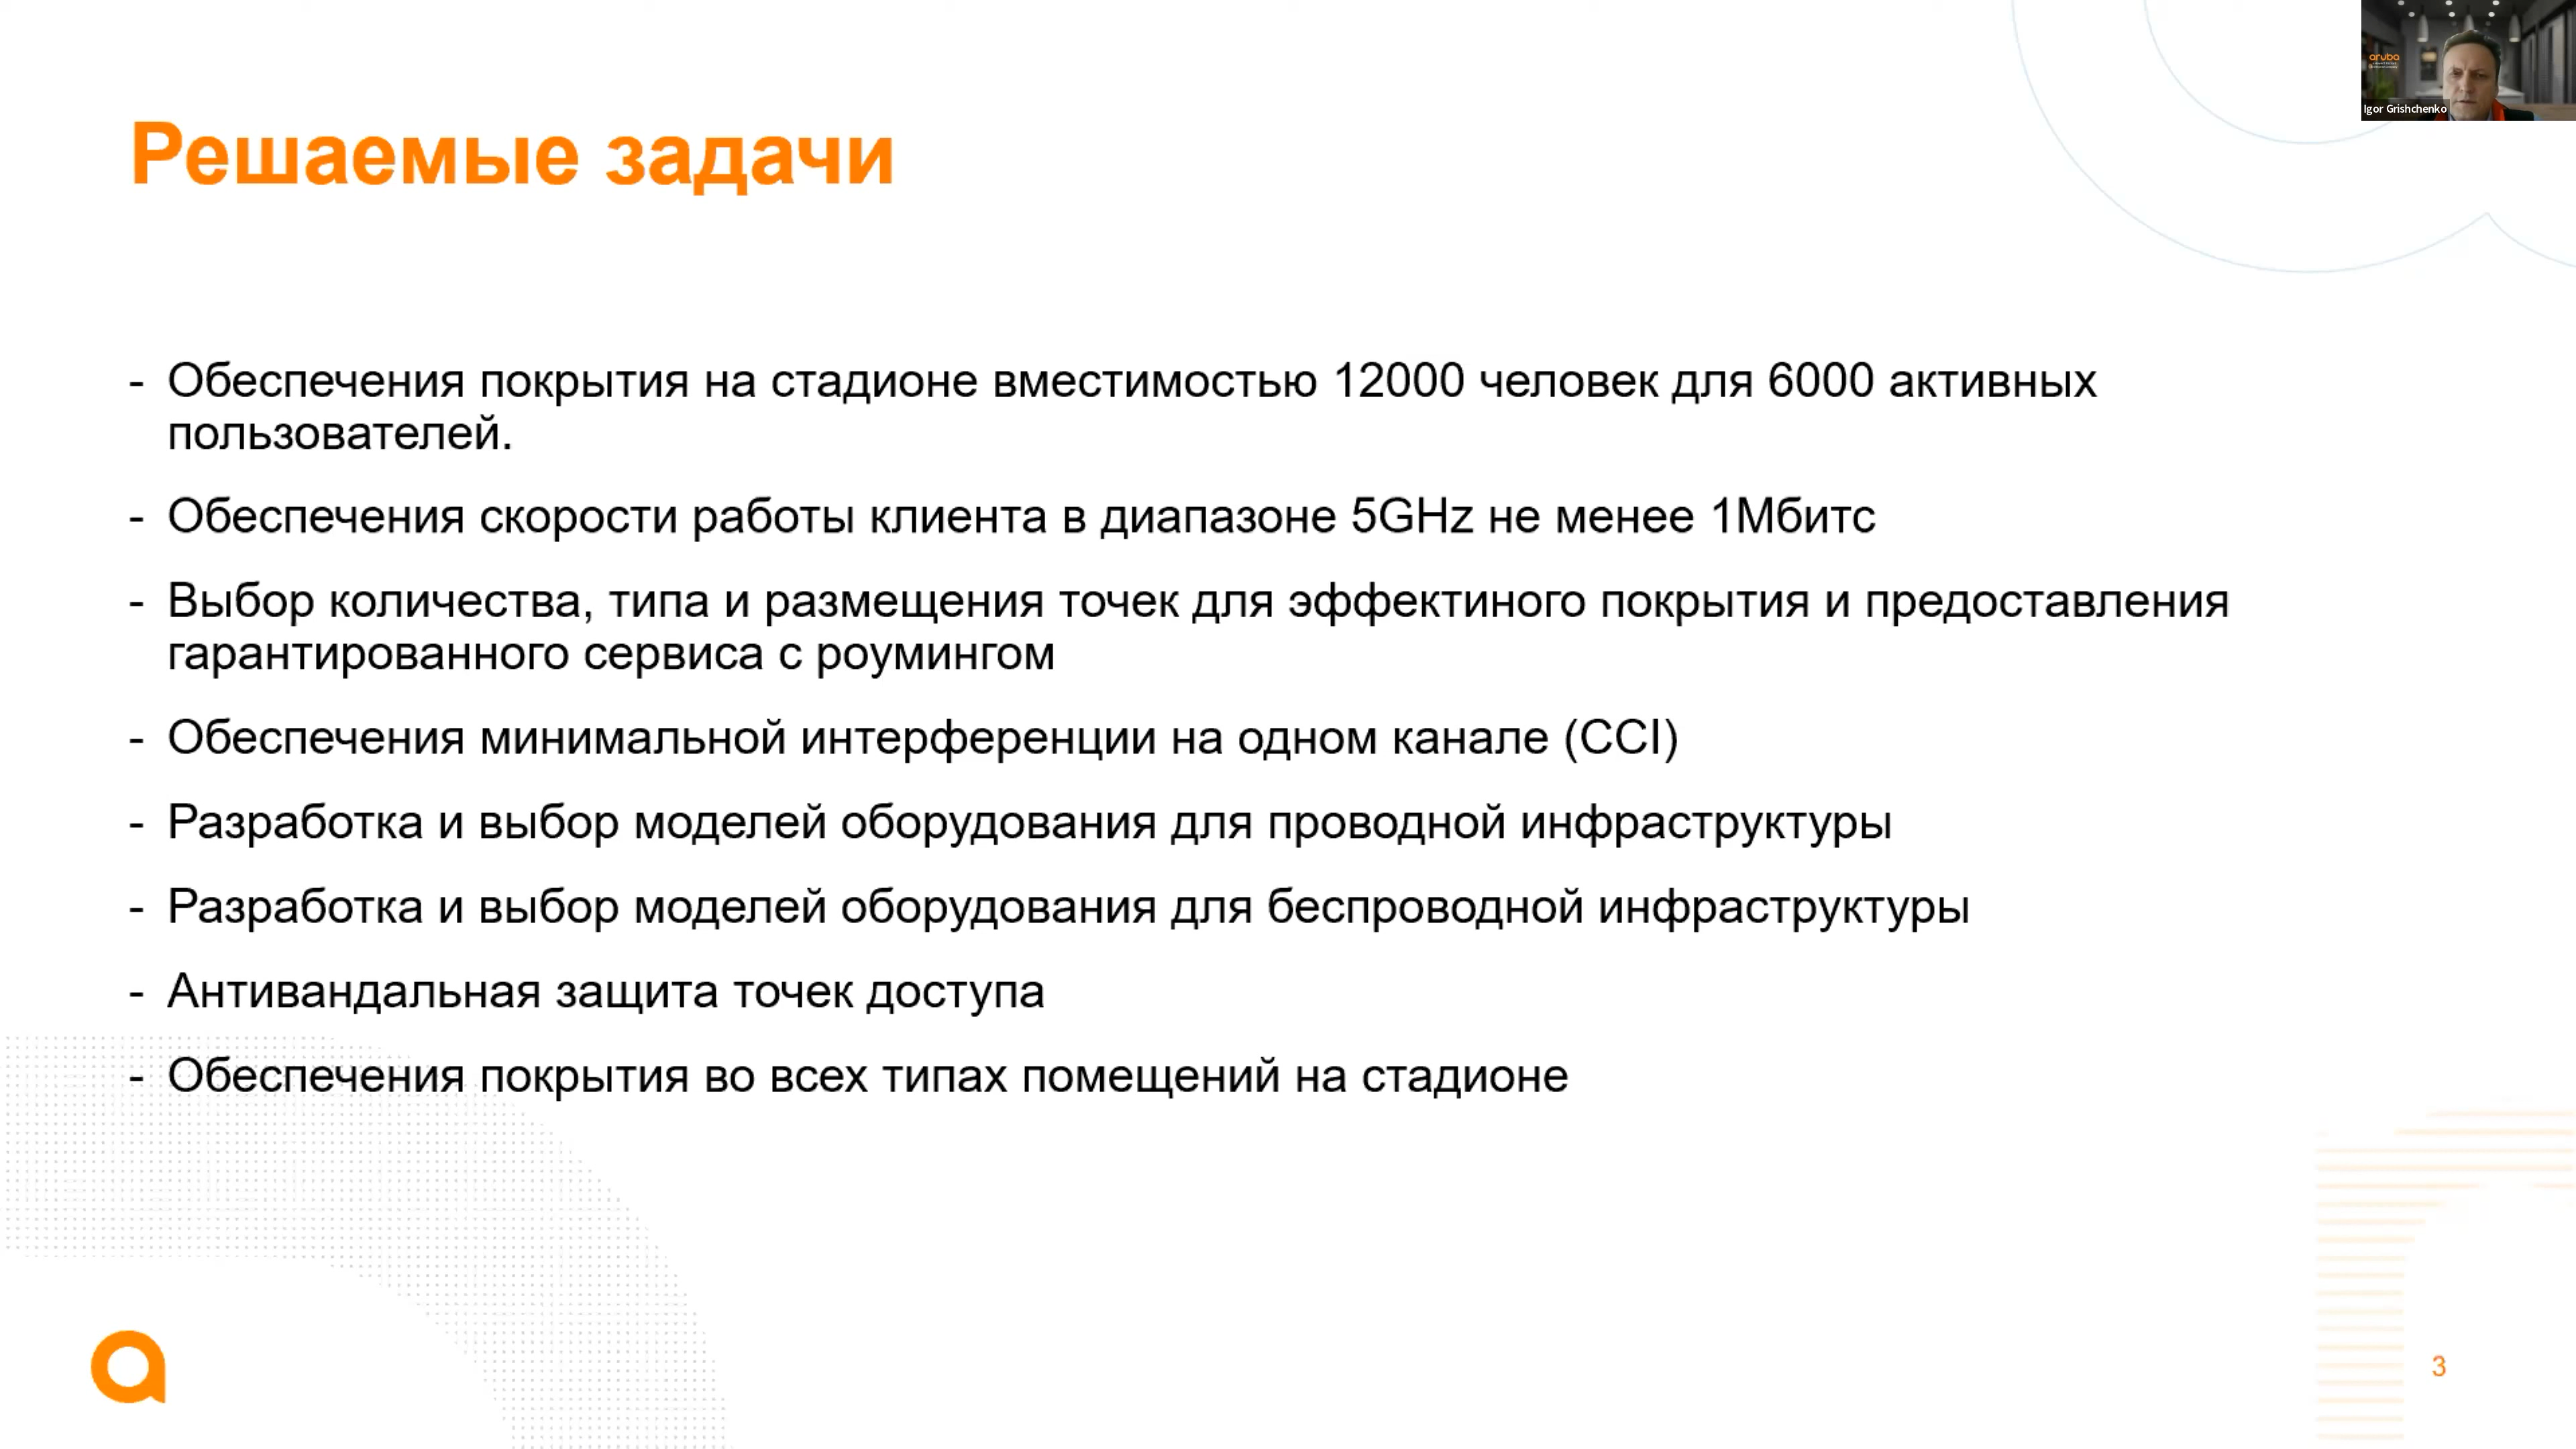 aruba
Igor Grishchenko
Решаемые задачи
- Обеспечения покрытия на стадионе вместимостью 12000 человек для 6000 активных
пользователей.
- Обеспечения скорости работы клиента в диапазоне 5GHz не менее 1Мбитс
- Выбор количества, типа и размещения точек для эффектиного покрытия и предоставления
гарантированного сервиса с роумингом
- Обеспечения минимальной интерференции на одном канале (CCI)
- Разработка и выбор моделей оборудования для проводной инфраструктуры
- Разработка и выбор моделей оборудования для беспроводной инфраструктуры
- Антивандальная защита точек доступа
- Обеспечения покрытия во всех типах помещений на стадионе
3